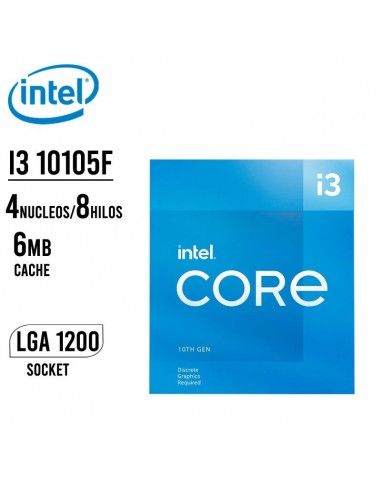 intel
I3 10105F
4NUCLEOS/8HILOS
6MB
CACHE
LGA 1200
SOCKET
i3
intel
CORE
10TH GEN
Discrete
Graphics
Required